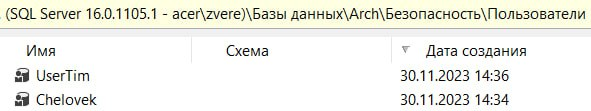 (SQL Server 16.0.1105.1 - acer\zvere)\Базы данных\Arch\Безопасность\Пользователи
Имя Схема Дата создания
UserTim 30.11.2023 14:36
Chelovek 30.11.2023 14:34